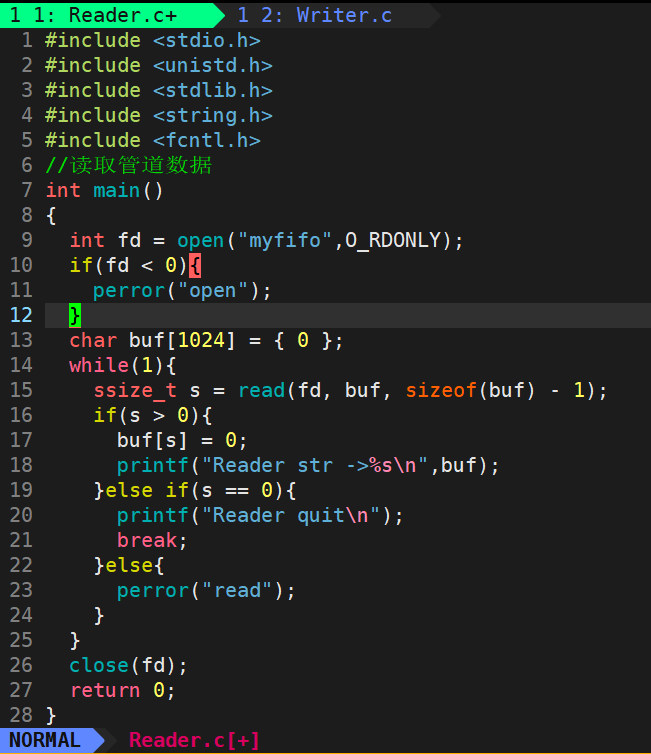 1 1: Reader.c+ 1 2: Writer.c
1 #include <stdio.h>
2 #include <unistd.h>
3 #include <stdlib.h>
4 #include <string.h>
5 #include <fcntl.h>
6 //读取管道数据
7 int main()
8 {
9   int fd = open("myfifo",O_RDONLY);
10   if(fd < 0){
11     perror("open");
12   }
13   char buf[1024] = { 0 };
14   while(1){
15     ssize_t s = read(fd, buf, sizeof(buf) - 1);
16     if(s > 0){
17       buf[s] = 0;
18       printf("Reader str ->%s\n",buf);
19     }else if(s == 0){
20       printf("Reader quit\n");
21       break;
22     }else{
23       perror("read");
24     }
25   }
26   close(fd);
27   return 0;
28 }
NORMAL Reader.c[+]